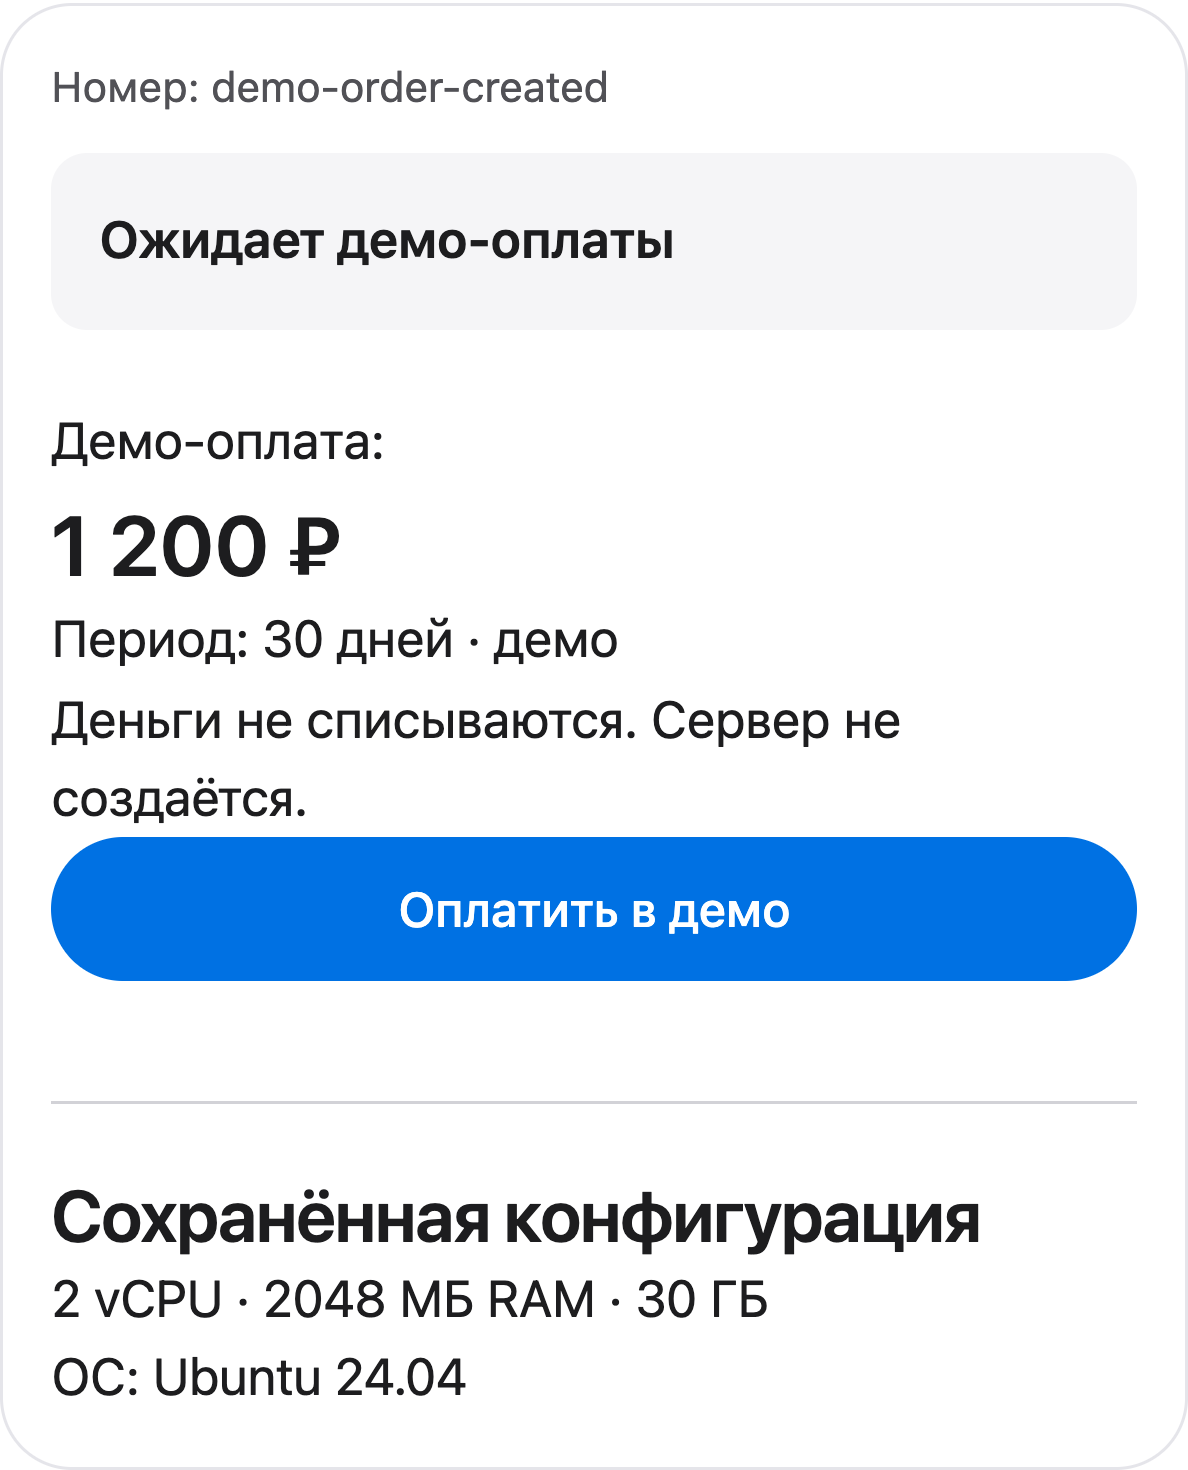 Номер: demo-order-created
Ожидает демо-оплаты
Демо-оплата:
1 200 ₽
Период: 30 дней · демо
Деньги не списываются. Сервер не
создаётся.
Оплатить в демо
Сохранённая конфигурация
2 vCPU · 2048 МБ RAM · 30 ГБ
ОС: Ubuntu 24.04